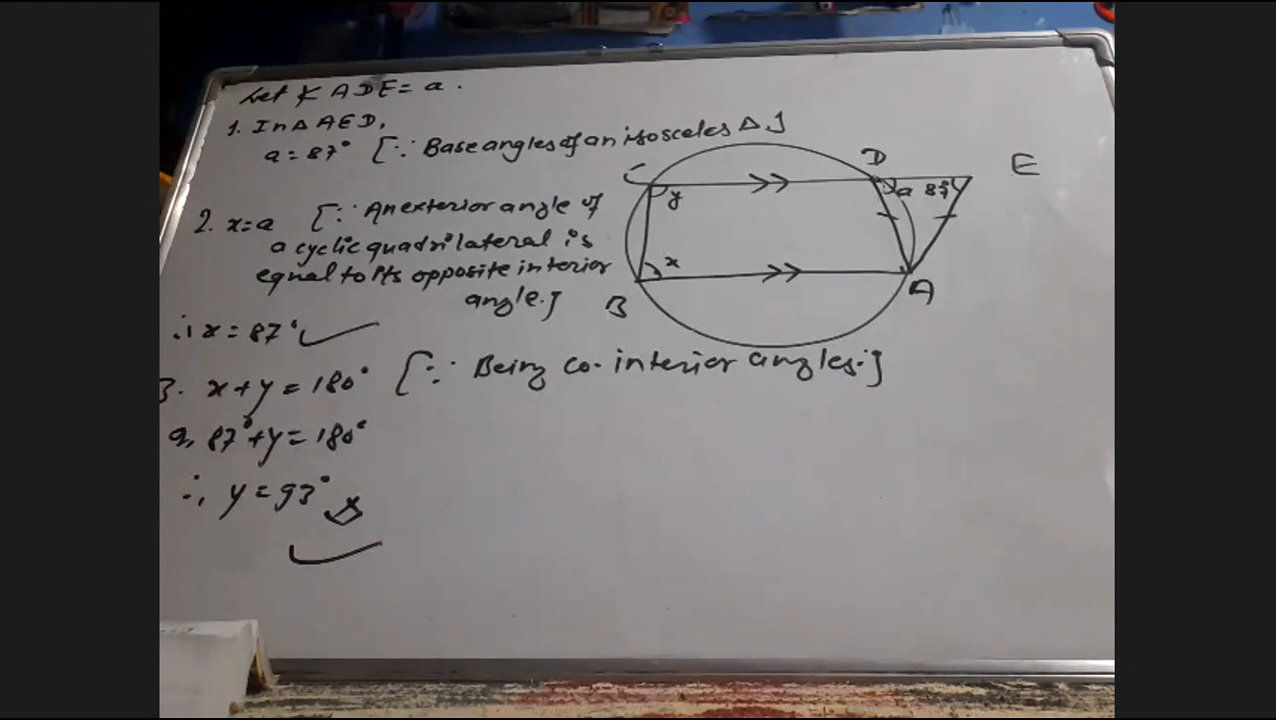 Let ∠ADE = a.
1. In △ AED,
a = 87° [∵ Base angles of an isosceles △.]
2. x = a [∵ An exterior angle of
a cyclic quadrilateral is
equal to its opposite interior
angle.]
∴, x = 87°
3. x + y = 180° [∵ Being co-interior angles.]
a, 87° + y = 180°
∴, y = 93°
C
D
E
y
a
87°
x
B
A